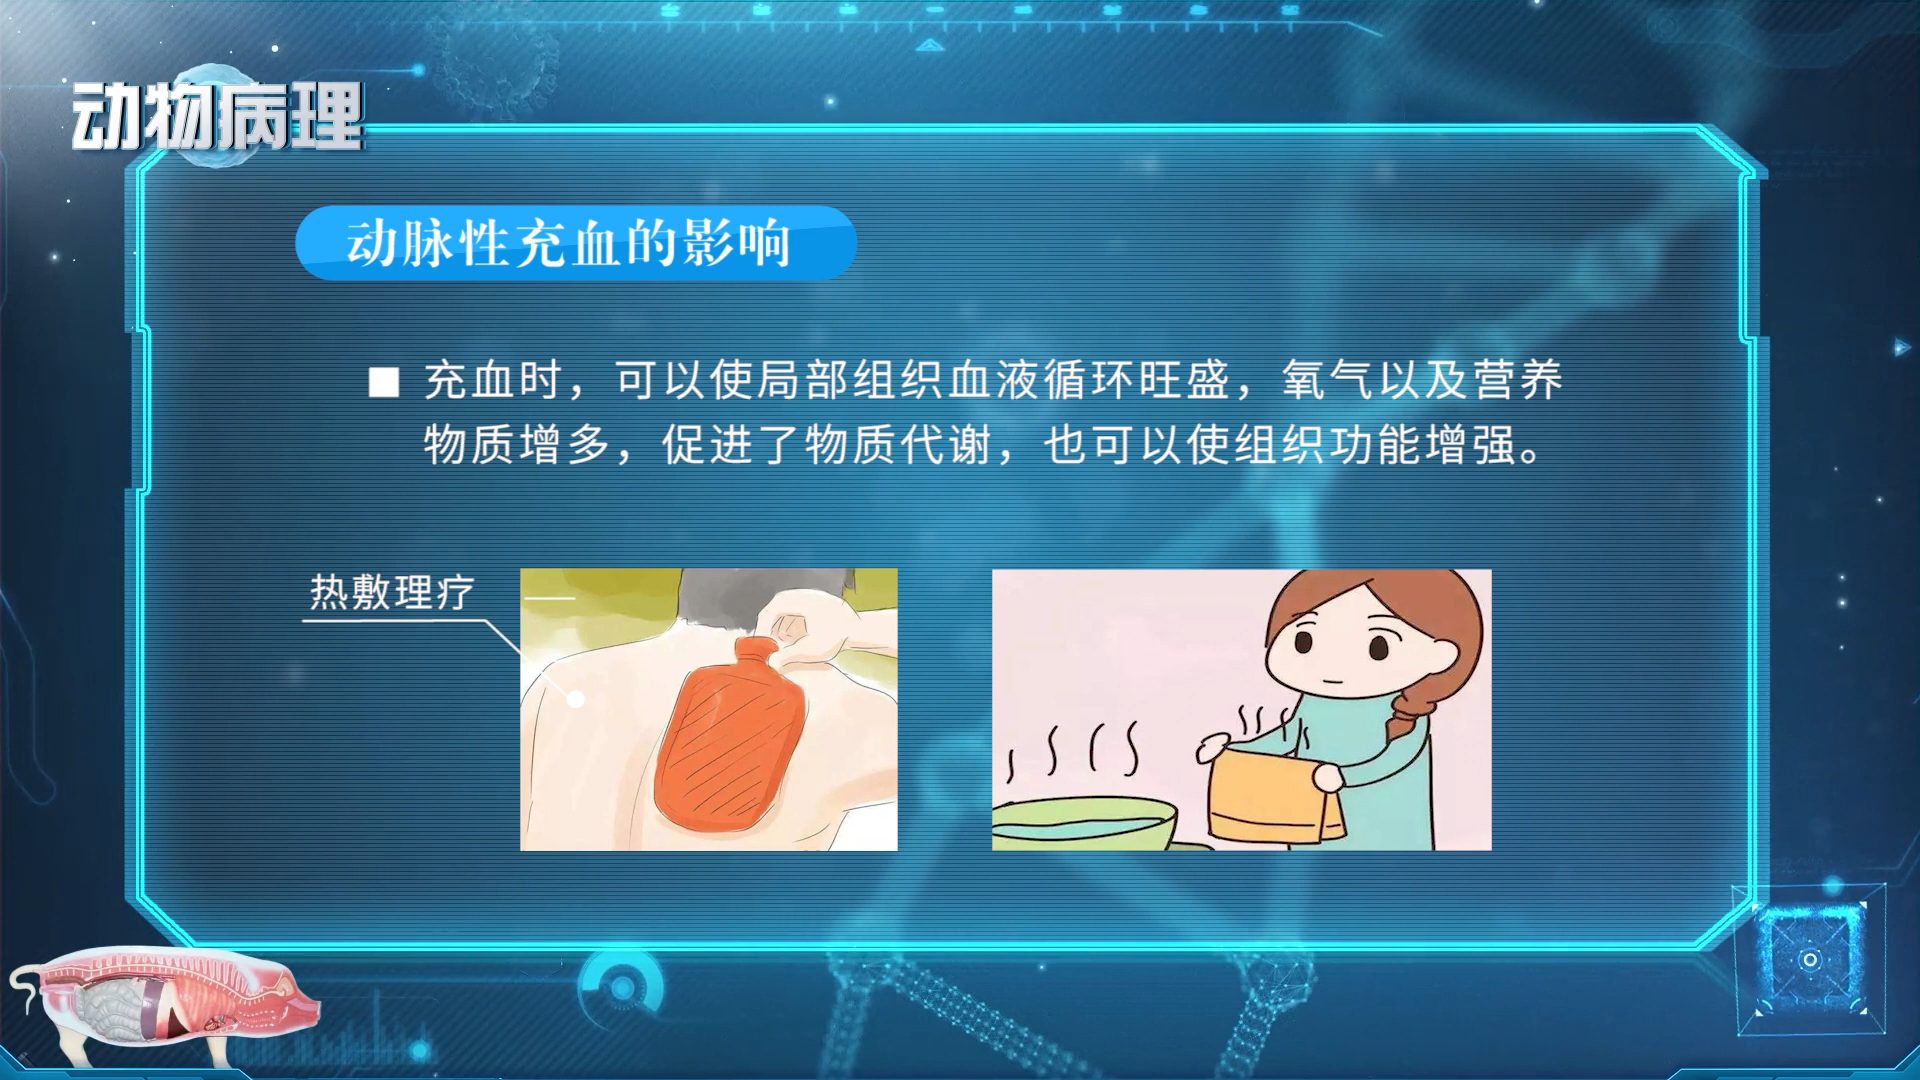 动物病理
动脉性充血的影响
充血时，可以使局部组织血液循环旺盛，氧气以及营养
物质增多，促进了物质代谢，也可以使组织功能增强。
热敷理疗